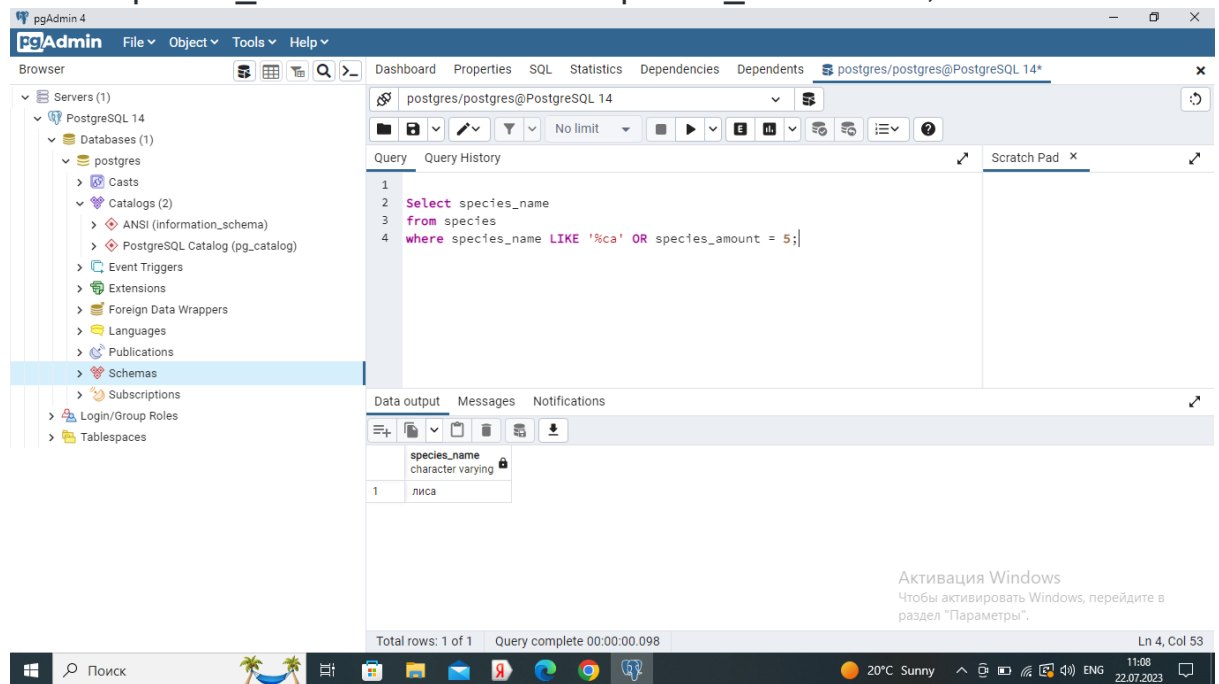 pgAdmin 4
pgAdmin File Object Tools Help
Browser
Dashboard Properties SQL Statistics Dependencies Dependents postgres/postgres@PostgreSQL 14*
Servers (1)
PostgreSQL 14
Databases (1)
postgres
Casts
Catalogs (2)
ANSI (information_schema)
PostgreSQL Catalog (pg_catalog)
Event Triggers
Extensions
Foreign Data Wrappers
Languages
Publications
Schemas
Subscriptions
Login/Group Roles
Tablespaces
postgres/postgres@PostgreSQL 14
No limit
Query Query History
Scratch Pad
1
2 Select species_name
3 from species
4 where species_name LIKE '%са' OR species_amount = 5;
Data output Messages Notifications
species_name
character varying
1 лиса
Активация Windows
Чтобы активировать Windows, перейдите в
раздел "Параметры".
Total rows: 1 of 1 Query complete 00:00:00.098 Ln 4, Col 53
Поиск
20°C Sunny ENG 11:08
22.07.2023